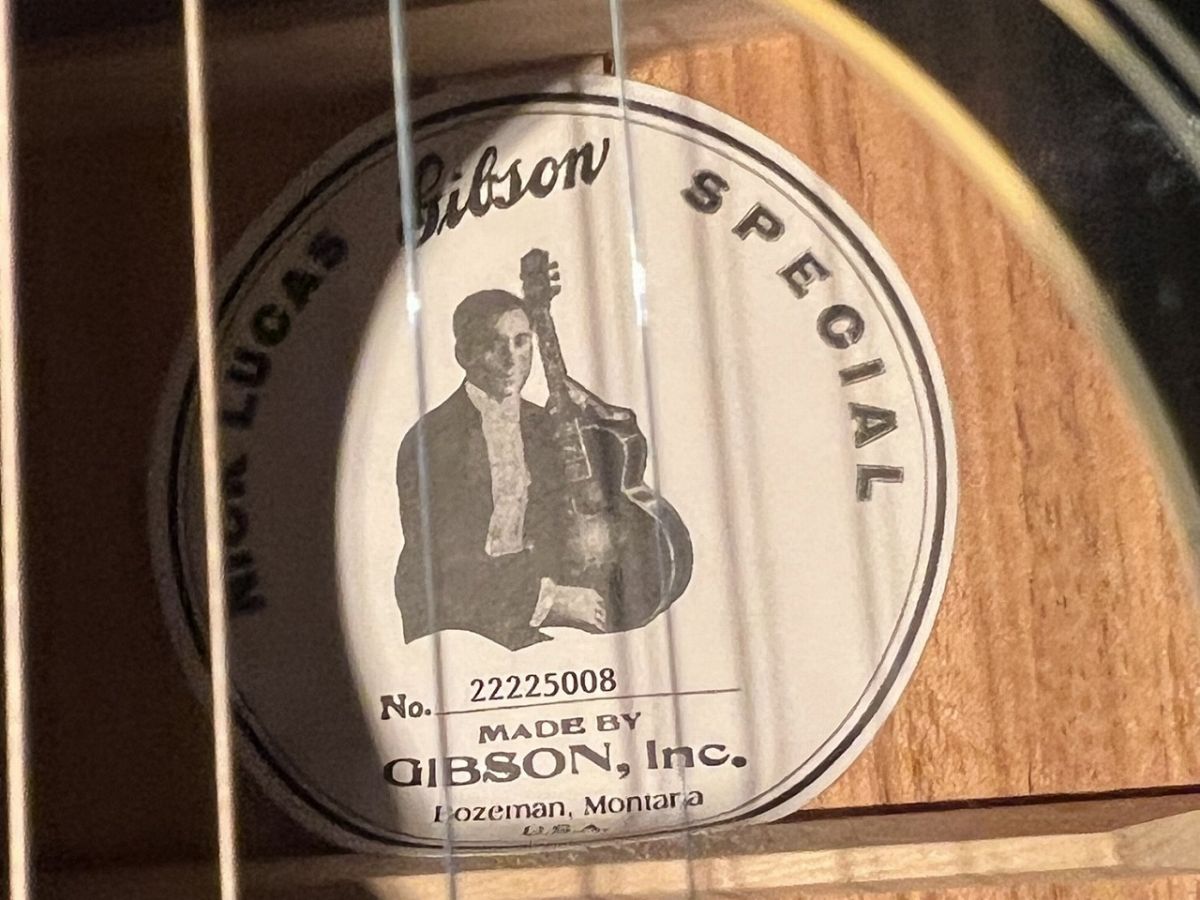 Gibson
NICK LUCAS SPECIAL
No. 22225008
MADE BY
GIBSON, Inc.
Bozeman, Montana
U.S.A.